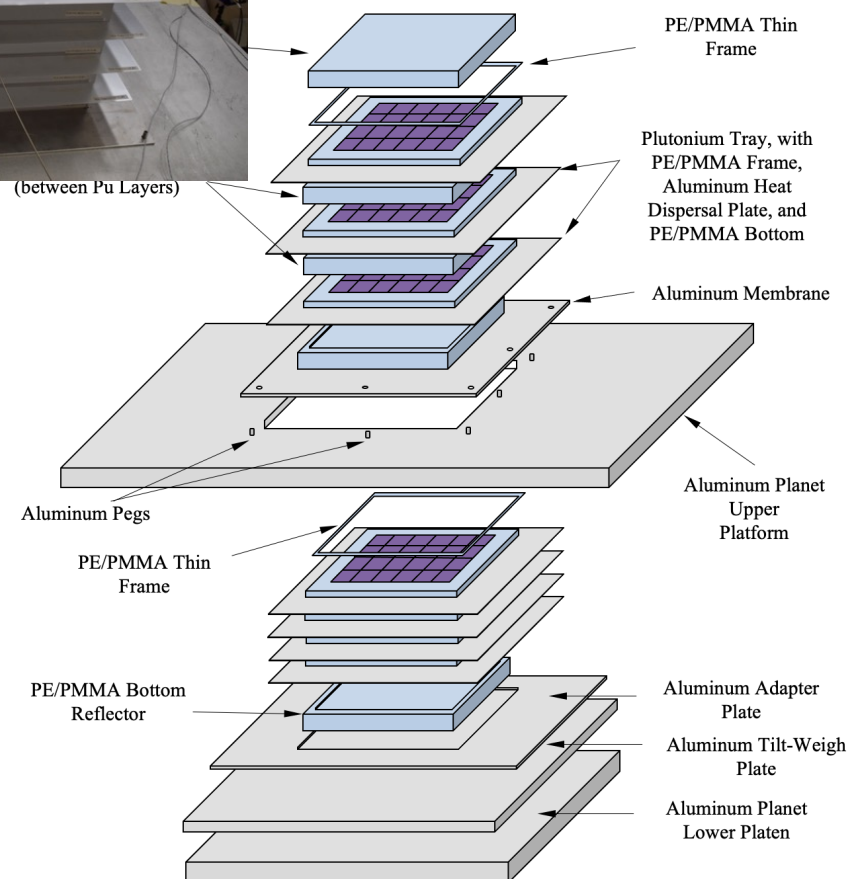 PE/PMMA Thin
Frame
Plutonium Tray, with
PE/PMMA Frame,
Aluminum Heat
Dispersal Plate, and
PE/PMMA Bottom
(between Pu Layers)
Aluminum Membrane
Aluminum Planet
Upper
Platform
Aluminum Pegs
PE/PMMA Thin
Frame
PE/PMMA Bottom
Reflector
Aluminum Adapter
Plate
Aluminum Tilt-Weigh
Plate
Aluminum Planet
Lower Platen